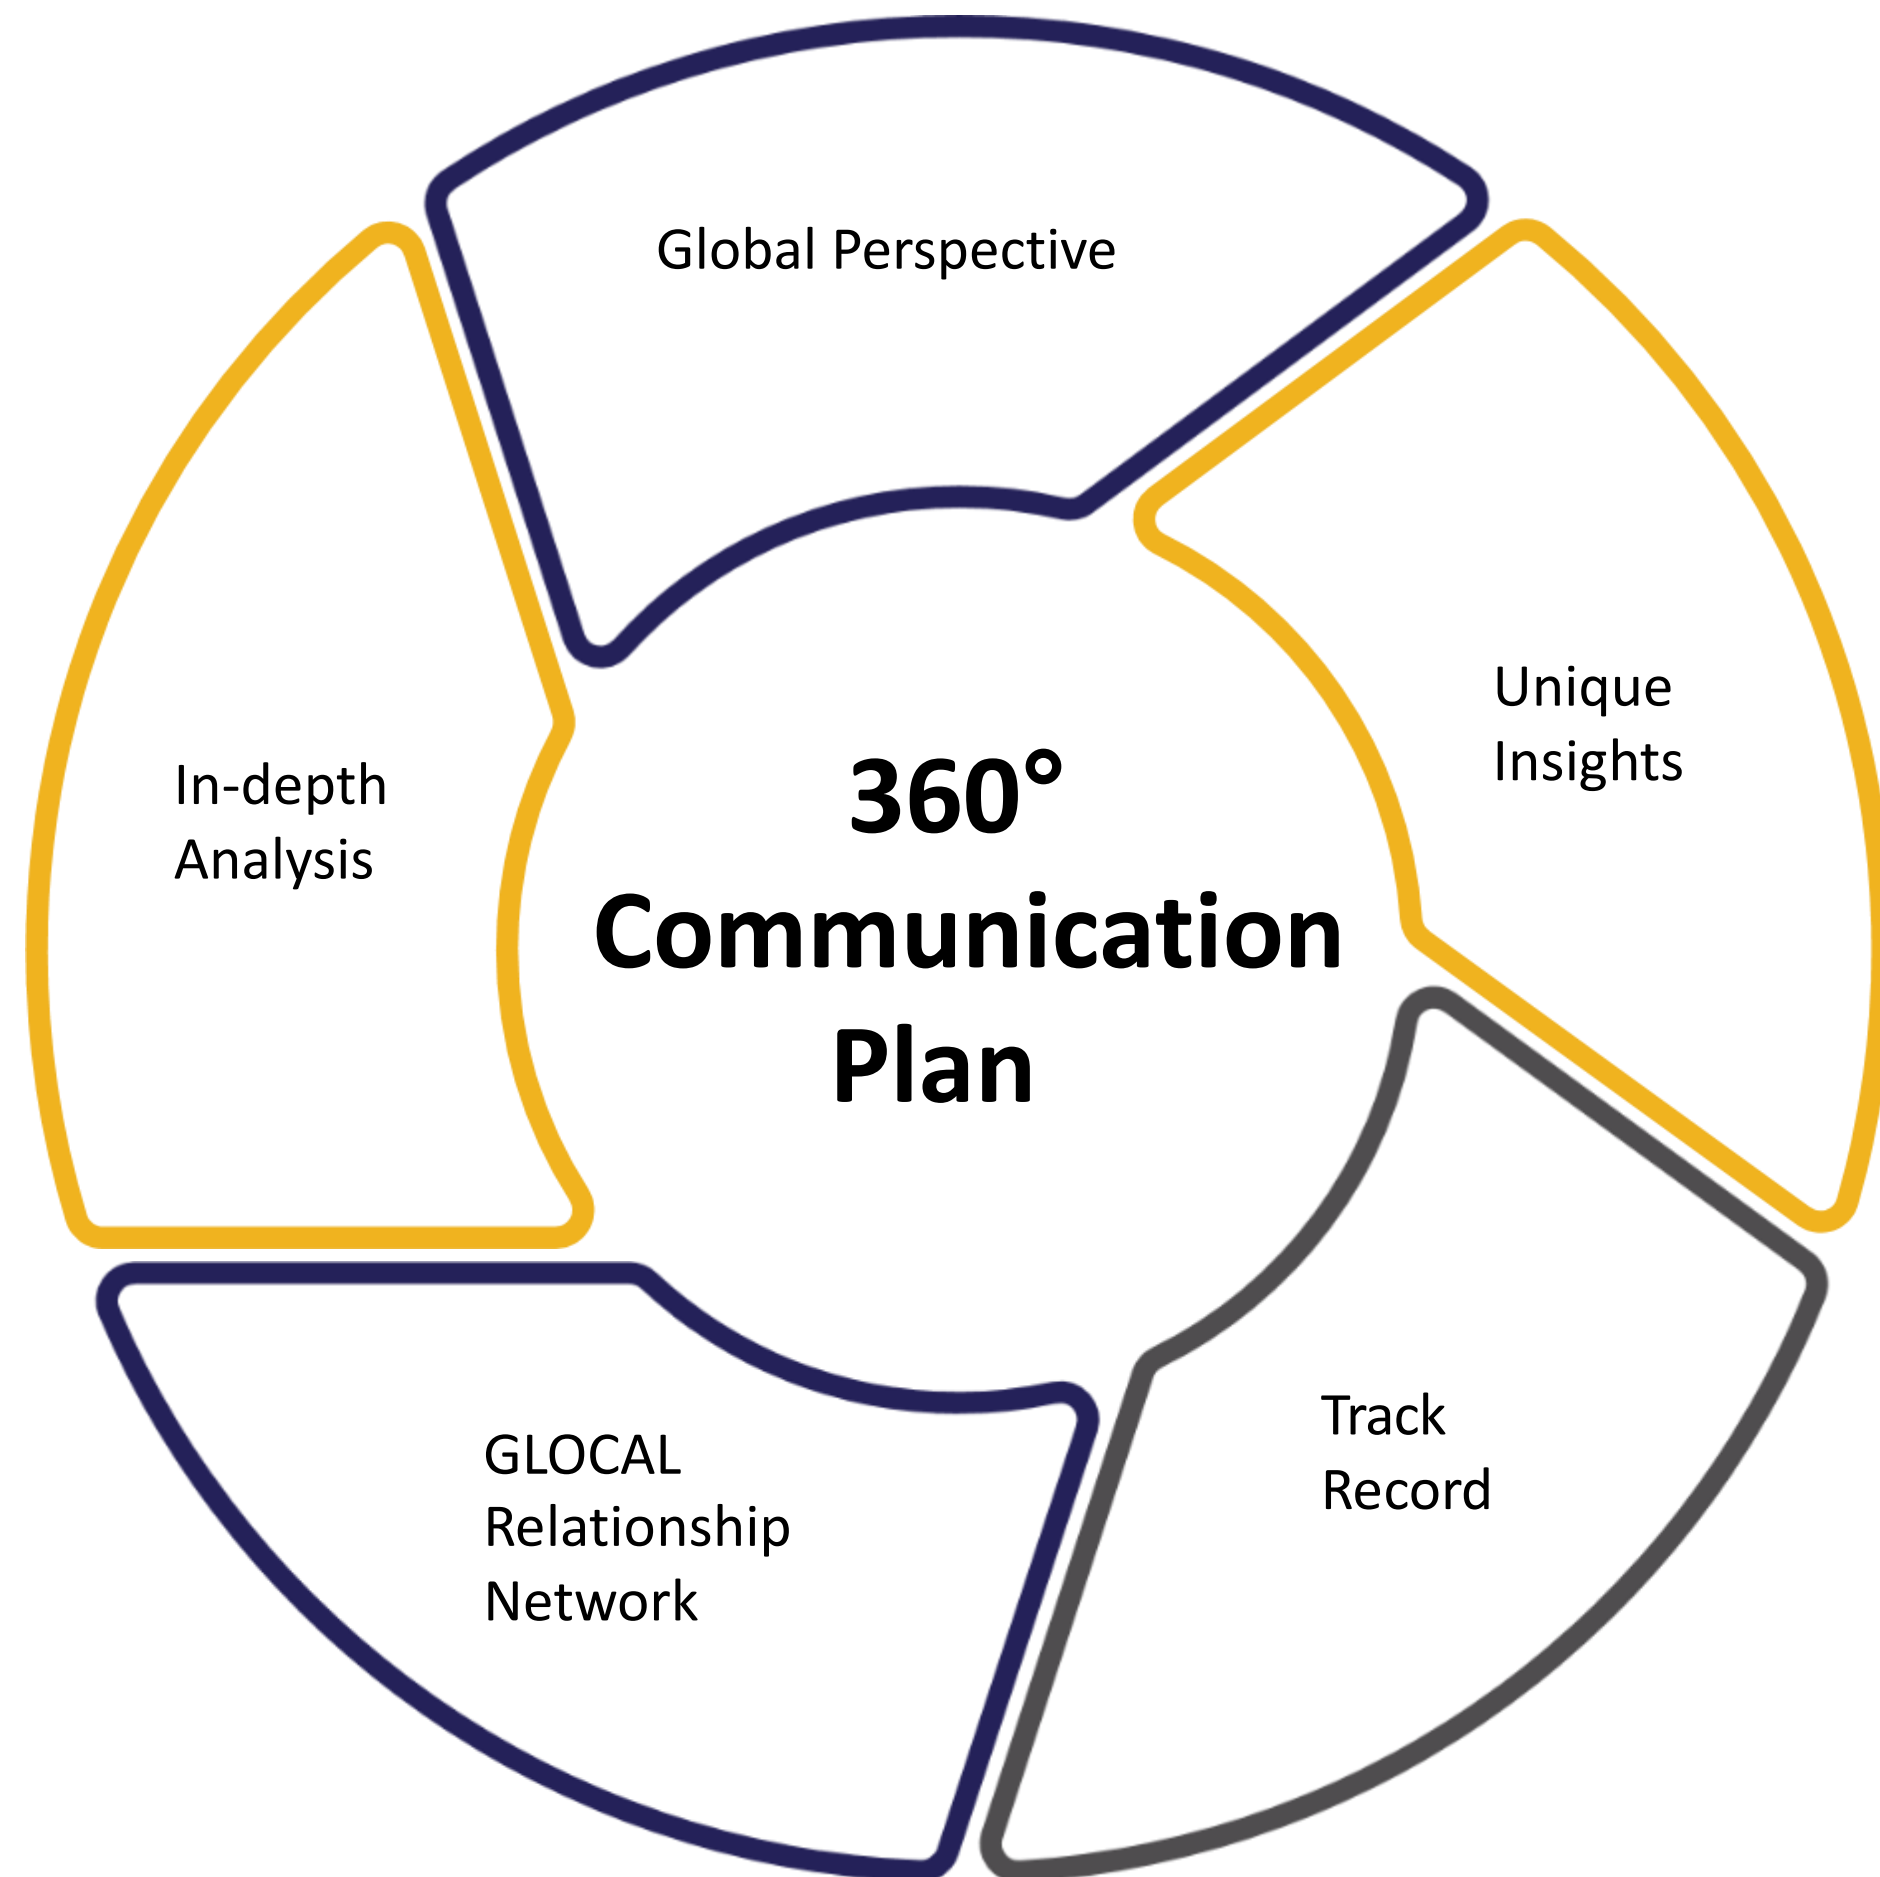 Global Perspective
Unique
Insights
In-depth
Analysis
360°
Communication
Plan
Track
Record
GLOCAL
Relationship
Network